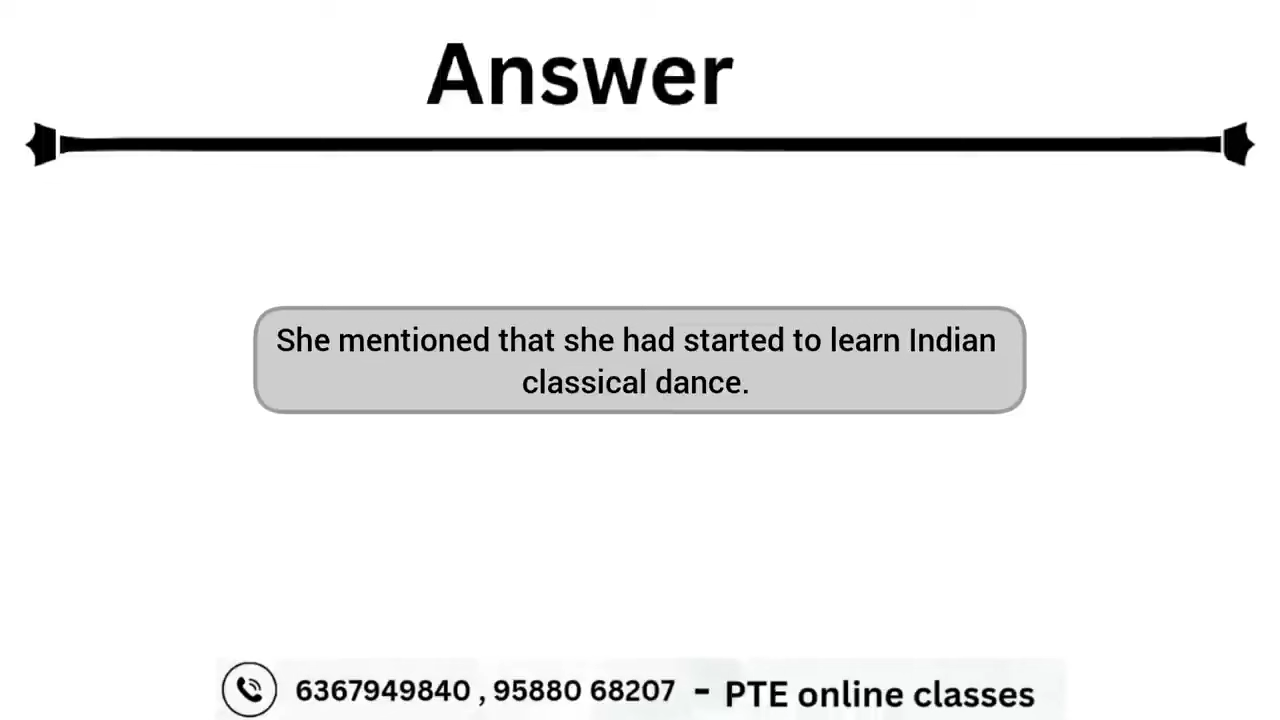 Answer
She mentioned that she had started to learn Indian
classical dance.
6367949840 , 95880 68207 - PTE online classes